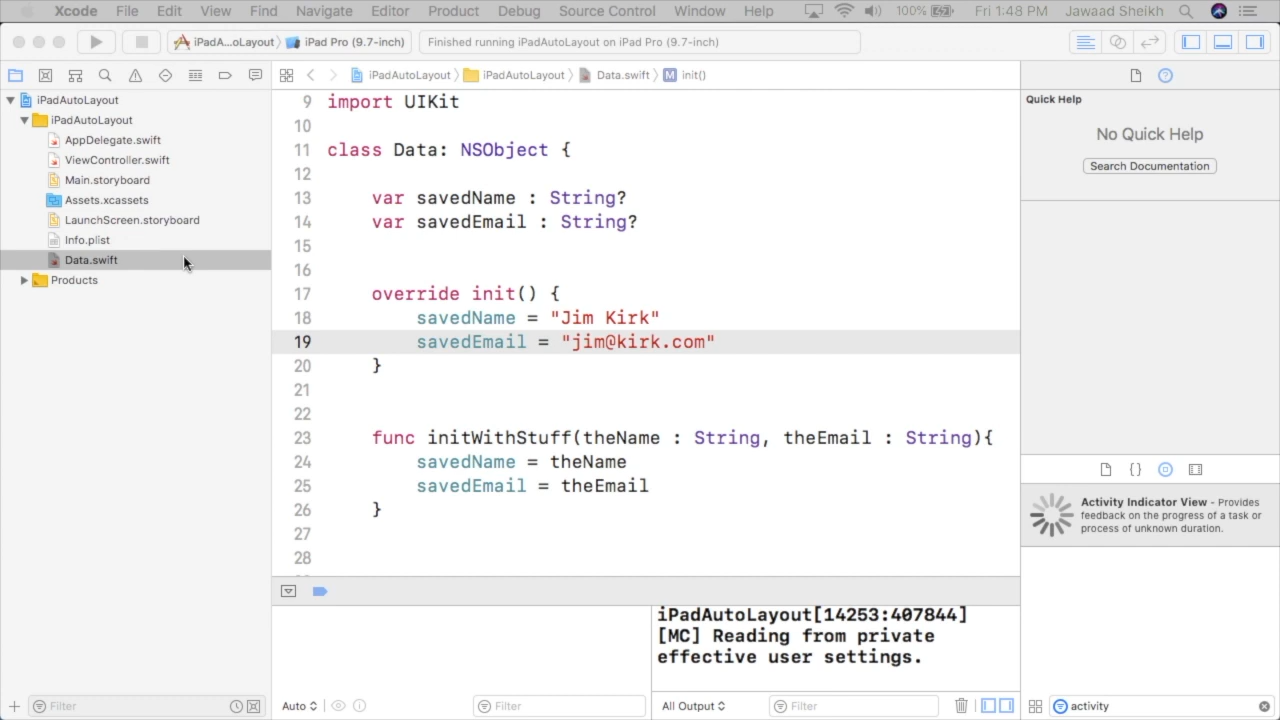 Xcode File Edit View Find Navigate Editor Product Debug Source Control Window Help 100% Fri 1:48 PM Jawaad Sheikh
iPadA...oLayout iPad Pro (9.7-inch) Finished running iPadAutoLayout on iPad Pro (9.7-inch)
iPadAutoLayout iPadAutoLayout Data.swift M init()
iPadAutoLayout
iPadAutoLayout
AppDelegate.swift
ViewController.swift
Main.storyboard
Assets.xcassets
LaunchScreen.storyboard
Info.plist
Data.swift
Products
9 import UIKit
10
11 class Data: NSObject {
12
13 var savedName : String?
14 var savedEmail : String?
15
16
17 override init() {
18 savedName = "Jim Kirk"
19 savedEmail = "jim@kirk.com"
20 }
21
22
23 func initWithStuff(theName : String, theEmail : String){
24 savedName = theName
25 savedEmail = theEmail
26 }
27
28
Quick Help
No Quick Help
Search Documentation
Activity Indicator View - Provides
feedback on the progress of a task or
process of unknown duration.
iPadAutoLayout[14253:407844]
[MC] Reading from private
effective user settings.
Filter Auto Filter All Output Filter activity